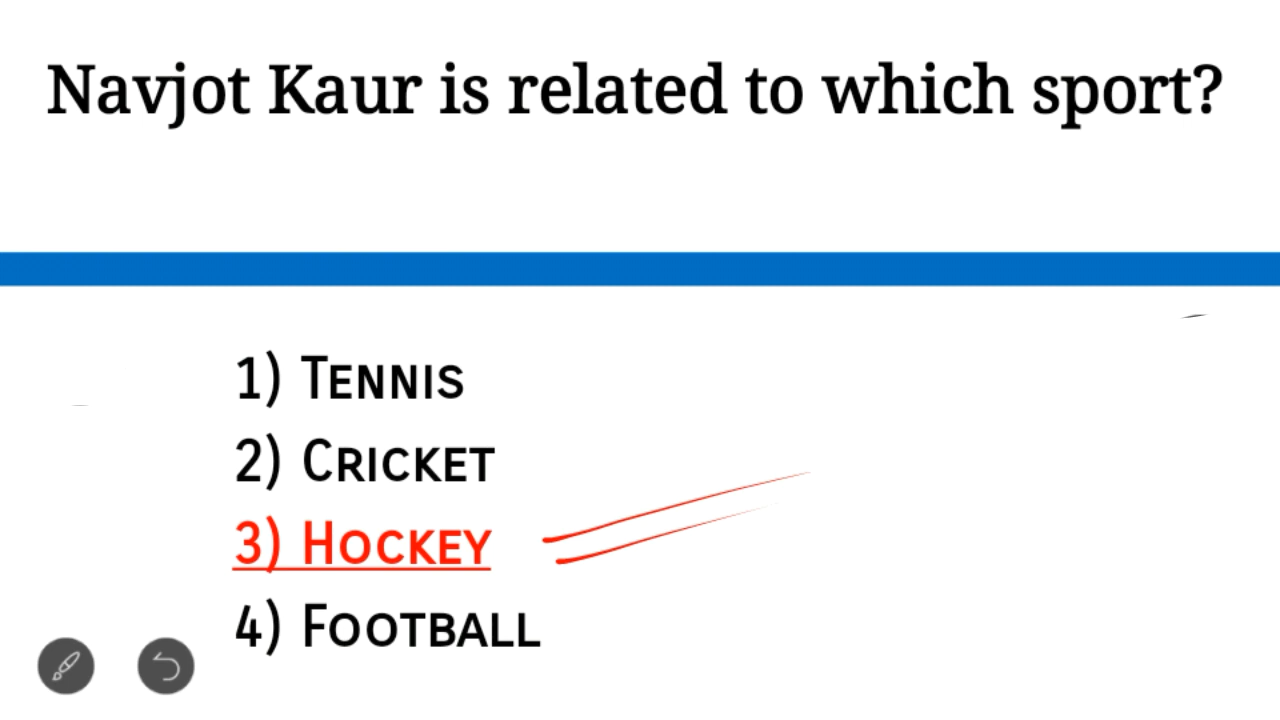 Navjot Kaur is related to which sport?
1) Tennis
2) Cricket
3) Hockey
4) Football